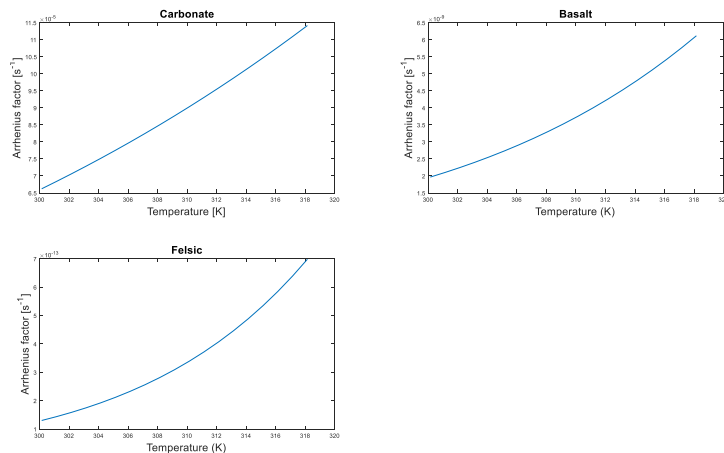 Carbonate
×10⁻⁵
11.5
11
10.5
10
9.5
9
8.5
8
7.5
7
6.5
Arrhenius factor [s⁻¹]
300 302 304 306 308 310 312 314 316 318 320
Temperature [K]
Basalt
6.5
6
5.5
5
4.5
4
3.5
3
2.5
2
1.5
Arrhenius factor [s⁻¹]
300 302 304 306 308 310 312 314 316 318
Temperature (K)
Felsic
×10⁻¹³
7
6
5
4
3
2
1
Arrhenius factor [s⁻¹]
300 302 304 306 308 310 312 314 316 318 320
Temperature (K)